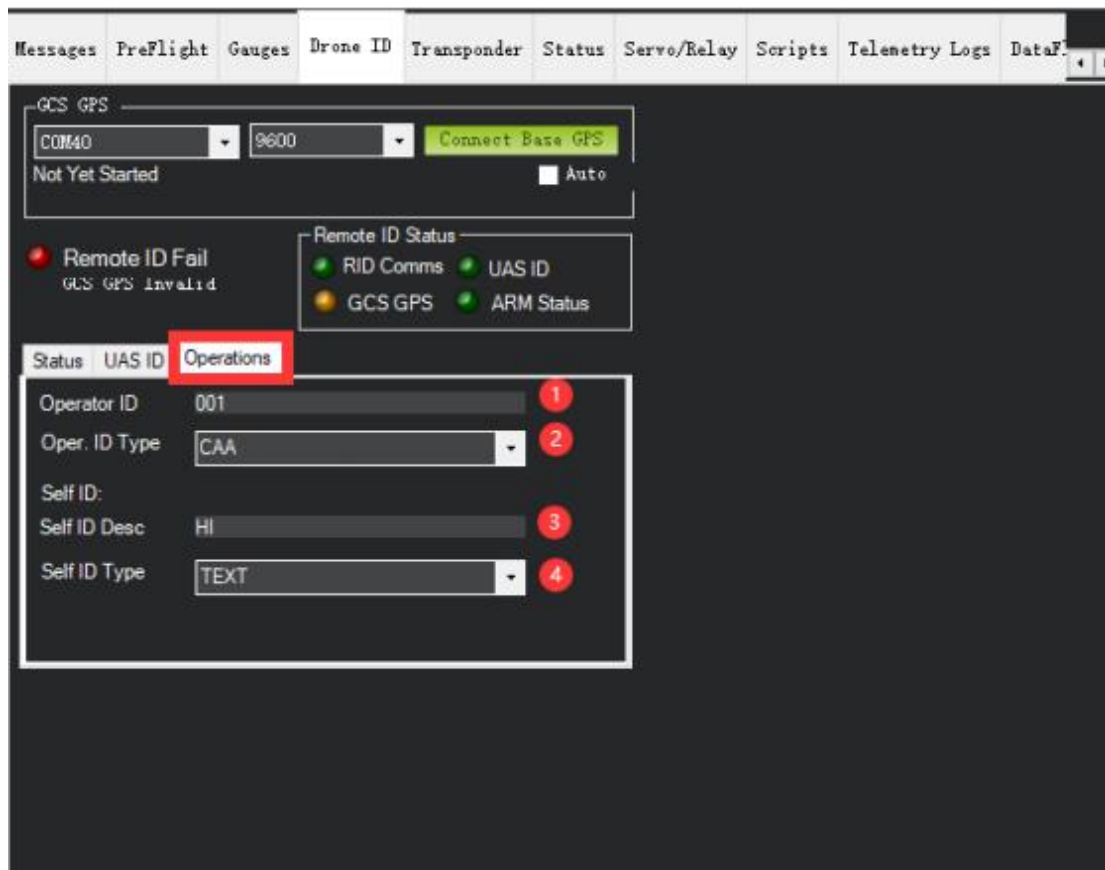 Messages PreFlight Gauges Drone ID Transponder Status Servo/Relay Scripts Telemetry Logs DataF
GCS GPS
COM40 9600 Connect Base GPS
Not Yet Started Auto
Remote ID Fail
GCS GPS Invalid
Remote ID Status
RID Comms UAS ID
GCS GPS ARM Status
Status UAS ID Operations
Operator ID 001 1
Oper. ID Type CAA 2
Self ID:
Self ID Desc HI 3
Self ID Type TEXT 4